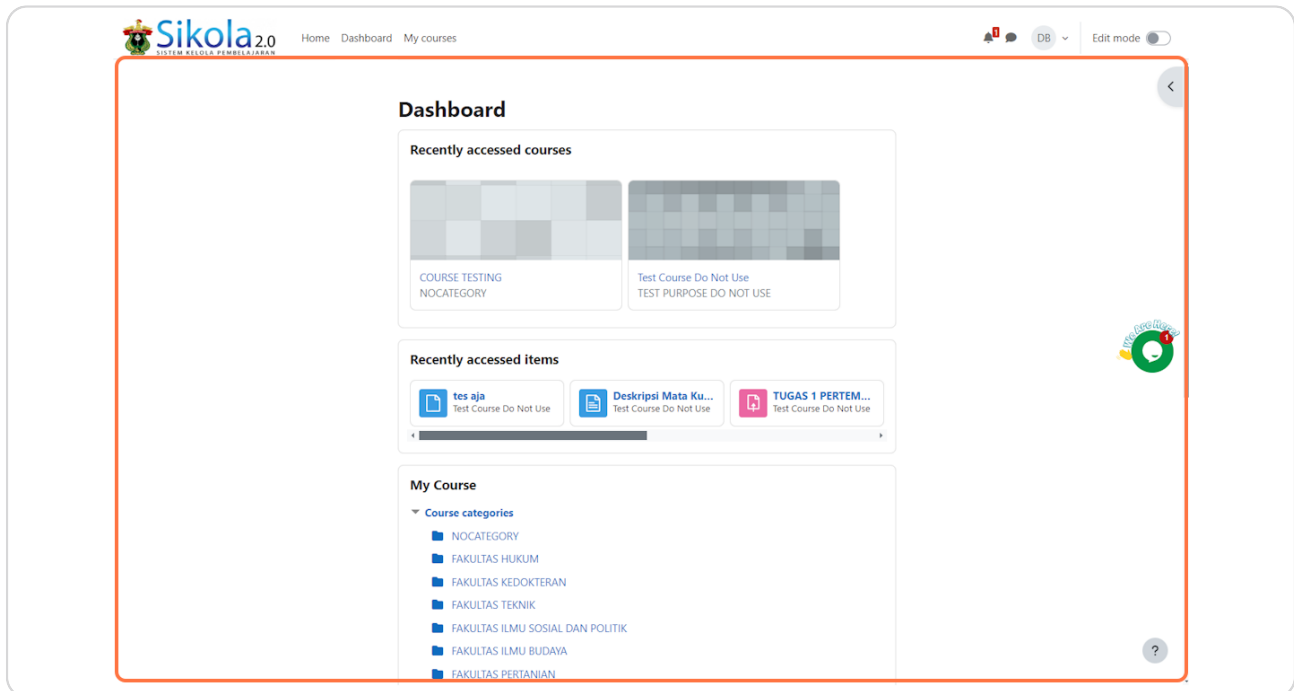 Sikola 2.0
SISTEM KELOLA PEMBELAJARAN
Home Dashboard My courses
1
DB
Edit mode
Dashboard
Recently accessed courses
COURSE TESTING
NOCATEGORY
Test Course Do Not Use
TEST PURPOSE DO NOT USE
We Are Here!
1
Recently accessed items
tes aja
Test Course Do Not Use
Deskripsi Mata Ku...
Test Course Do Not Use
TUGAS 1 PERTEM...
Test Course Do Not Use
My Course
Course categories
NOCATEGORY
FAKULTAS HUKUM
FAKULTAS KEDOKTERAN
FAKULTAS TEKNIK
FAKULTAS ILMU SOSIAL DAN POLITIK
FAKULTAS ILMU BUDAYA
?
FAKULTAS PERTANIAN